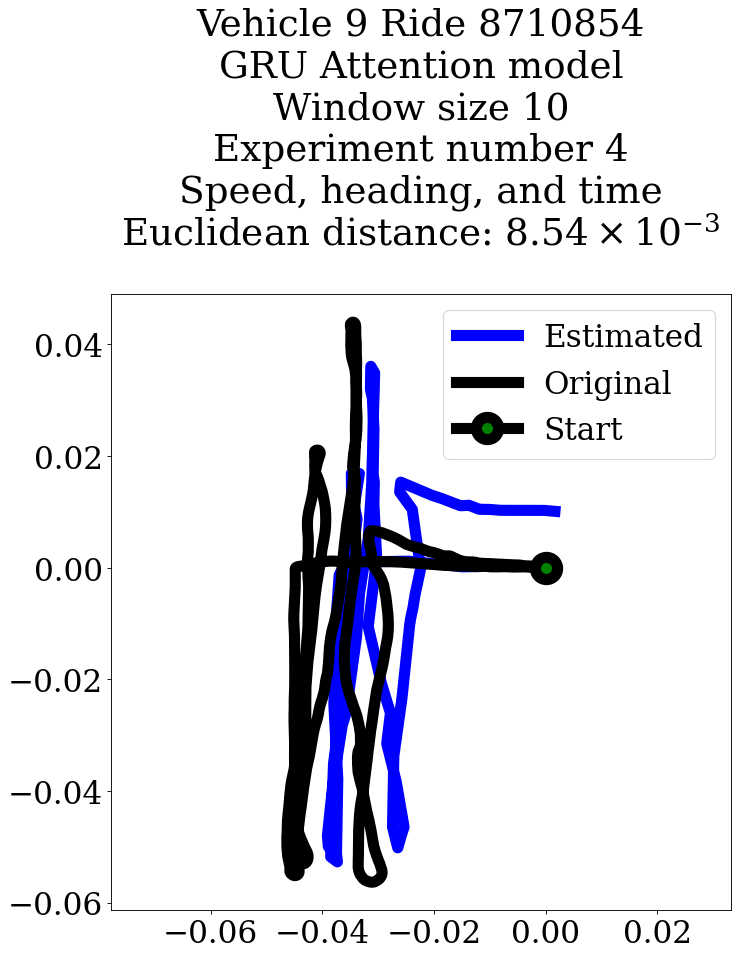 Vehicle 9 Ride 8710854
GRU Attention model
Window size 10
Experiment number 4
Speed, heading, and time
Euclidean distance: 8.54 × 10⁻³
Estimated
Original
Start
0.04
0.02
0.00
−0.02
−0.04
−0.06
−0.06 −0.04 −0.02 0.00 0.02